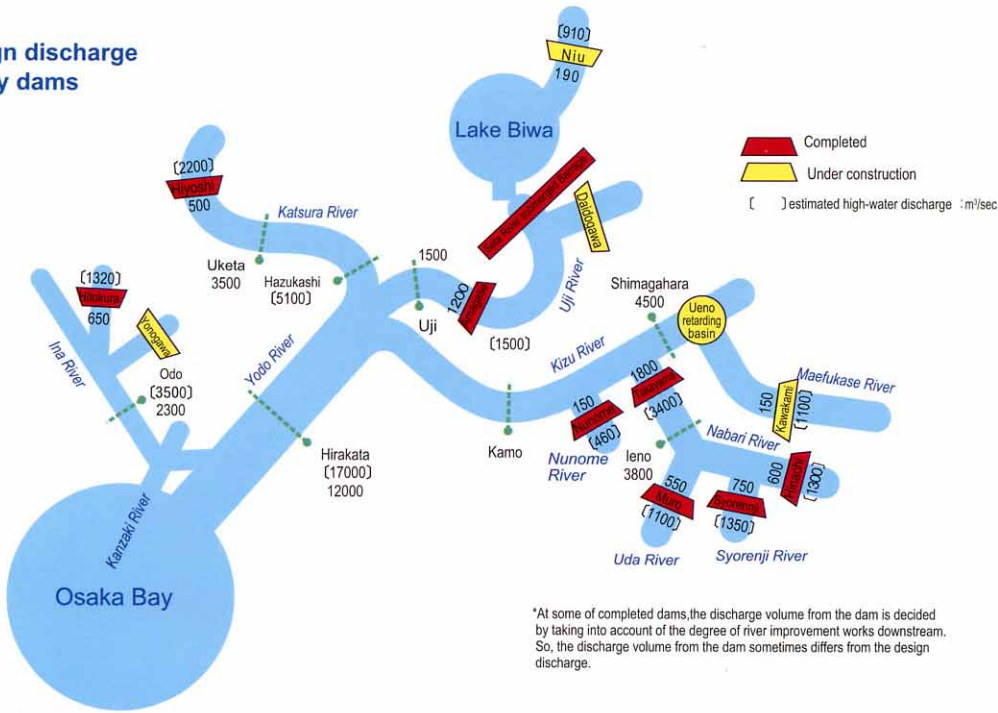 gn discharge
y dams
[910]
Niu
190
Lake Biwa
Completed
Under construction
[ ] estimated high-water discharge : m³/sec
[2200]
Hiyoshi
500
Katsura River
Seta River submerged Barrage
Daidogawa
Uketa
3500
Hazukashi
[5100]
1500
Uji
1200
Amagase
[1500]
Uji River
Shimagahara
4500
Ueno
retarding
basin
[1320]
Hitokura
650
Yonogawa
Ina River
Odo
[3500]
2300
Yodo River
Kizu River
Maefukase River
150
Kawakami
[1100]
1800
Takayama
[3400]
150
Nunome
[460]
Nunome
River
Kamo
Hirakata
[17000]
12000
Ieno
3800
Nabari River
600
Hinachi
[1300]
550
Muro
[1100]
750
Syorennji
[1350]
Uda River
Syorenji River
Kanzaki River
Osaka Bay
*At some of completed dams,the discharge volume from the dam is decided
by taking into account of the degree of river improvement works downstream.
So, the discharge volume from the dam sometimes differs from the design
discharge.